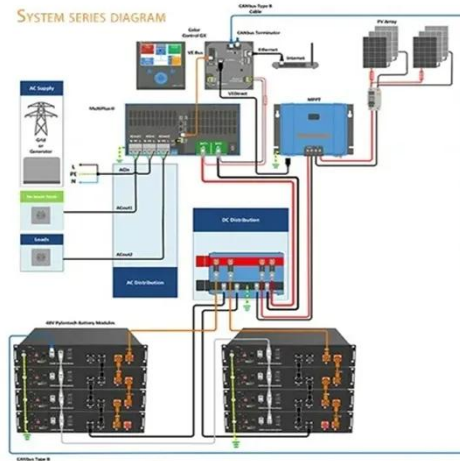 SYSTEM SERIES DIAGRAM
CANbus Type B
Cable
Color
Control GX
CANbus Terminator
VE.Bus
Ethernet
Internet
VE.Direct
PV Array
AC Supply
Grid
or
Generator
MultiPlus-II
MPPT
L
PE
N
ACin
ACout1
Loads
ACout2
DC Distribution
AC Distribution
48V Pylontech Battery Modules
CANbus Type B